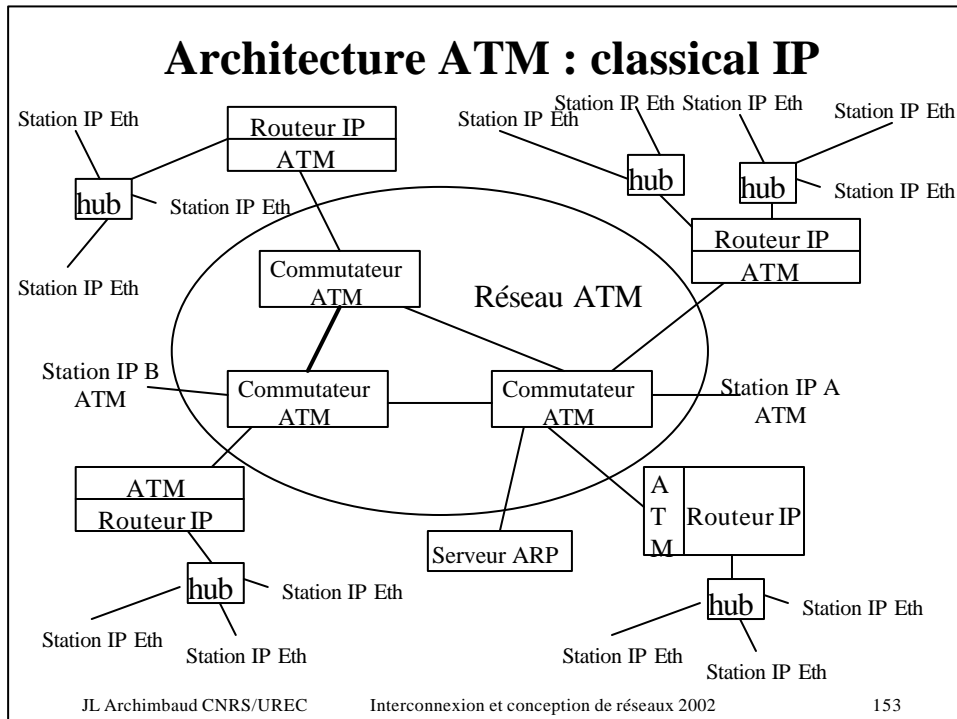 Architecture ATM : classical IP
Station IP Eth
Routeur IP
ATM
hub
Station IP Eth
Station IP Eth
Station IP Eth
Station IP Eth
Station IP Eth
Station IP Eth
hub
hub
Station IP Eth
Routeur IP
ATM
Commutateur
ATM
Réseau ATM
Station IP B
ATM
Commutateur
ATM
Commutateur
ATM
Station IP A
ATM
ATM
Routeur IP
hub
Station IP Eth
Station IP Eth
Station IP Eth
Serveur ARP
A
T
M
Routeur IP
hub
Station IP Eth
Station IP Eth
Station IP Eth
JL Archimbaud CNRS/UREC
Interconnexion et conception de réseaux 2002
153